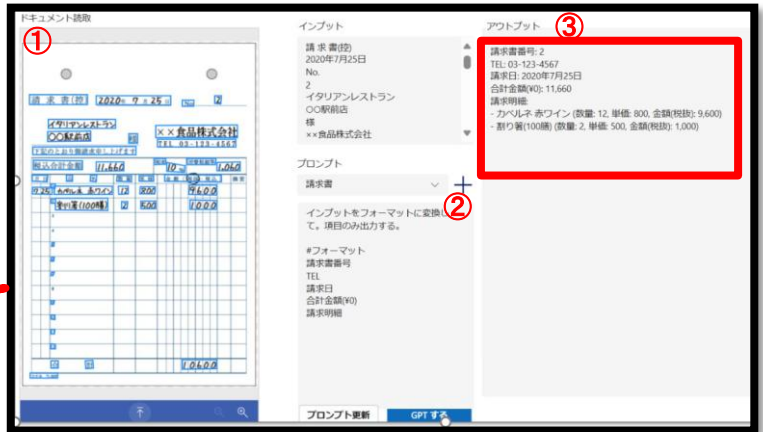 ドキュメント読取
①
請 求 書(控) 2020年 7月25日 2
イタリアンレストラン
〇〇駅前店
××食品株式会社
TEL 03-123-4567
下記のとおり御請求申し上げます
税込合計金額 11,660 10 1,060
7 25 カベルネ 赤ワイン 12 800 9600
割り箸(100膳) 2 500 1000
10600
インプット
請 求 書(控)
2020年7月25日
No.
2
イタリアンレストラン
〇〇駅前店
様
××食品株式会社
プロンプト
請求書
②
インプットをフォーマットに変換し
て。項目のみ出力する。
#フォーマット
請求書番号
TEL
請求日
合計金額(¥0)
請求明細
プロンプト更新
GPT する
アウトプット
③
請求書番号: 2
TEL: 03-123-4567
請求日: 2020年7月25日
合計金額(¥0): 11,660
請求明細:
- カベルネ 赤ワイン (数量: 12, 単価: 800, 金額(税抜): 9,600)
- 割り箸(100膳) (数量: 2, 単価: 500, 金額(税抜): 1,000)